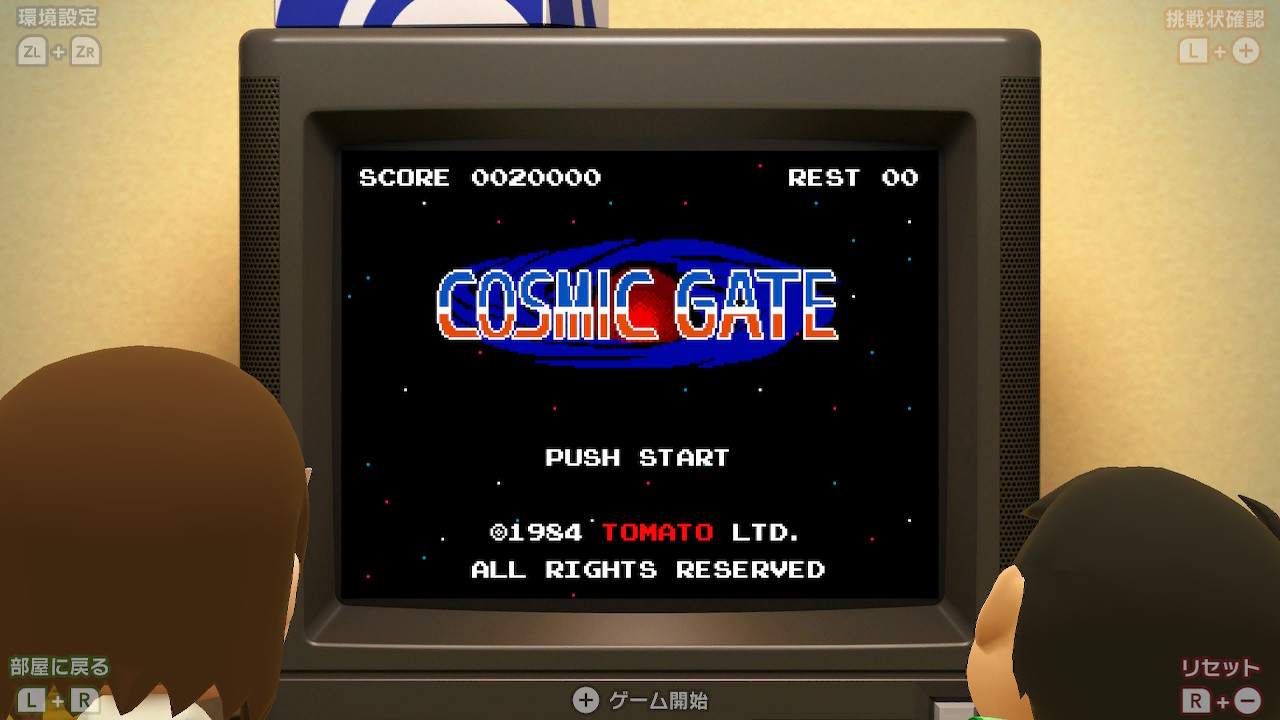 環境設定
ZL + ZR
挑戦状確認
L + +
SCORE 0020000
REST 00
COSMIC GATE
PUSH START
©1984 TOMATO LTD.
ALL RIGHTS RESERVED
部屋に戻る
L + R
+ ゲーム開始
リセット
R + −